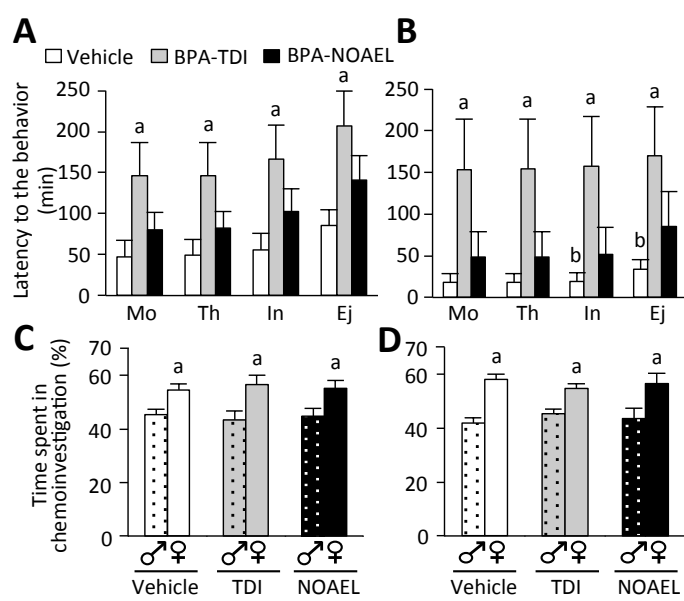 A
B
Vehicle BPA-TDI BPA-NOAEL
Latency to the behavior
(min)
250
200
150
100
50
0
a
a
a
a
Mo Th In Ej
250
200
150
100
50
0
a
a
a
a
b
b
Mo Th In Ej
C
D
Time spent in
chemoinvestigation (%)
70
60
40
20
0
a
a
a
♂♀ ♂♀ ♂♀
Vehicle TDI NOAEL
70
60
40
20
0
a
a
a
♂♀ ♂♀ ♂♀
Vehicle TDI NOAEL